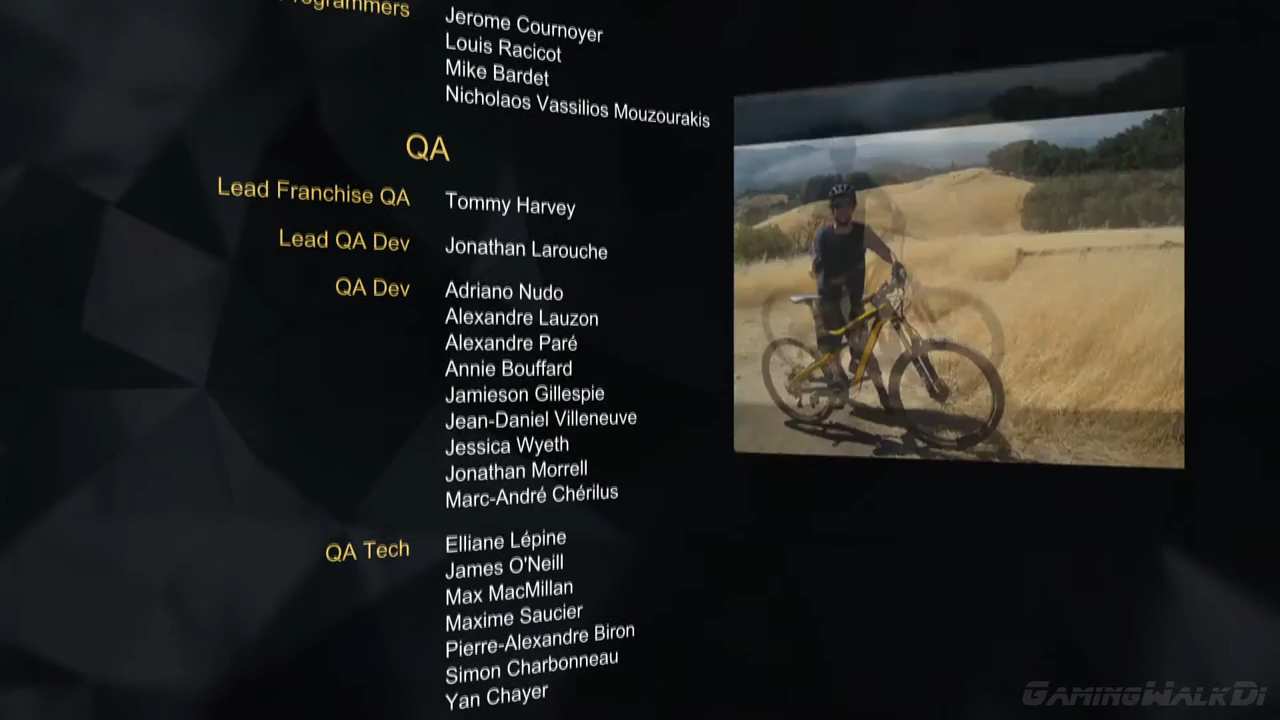 Programmers
Jerome Cournoyer
Louis Racicot
Mike Bardet
Nicholaos Vassilios Mouzourakis
QA
Lead Franchise QA Tommy Harvey
Lead QA Dev Jonathan Larouche
QA Dev Adriano Nudo
Alexandre Lauzon
Alexandre Paré
Annie Bouffard
Jamieson Gillespie
Jean-Daniel Villeneuve
Jessica Wyeth
Jonathan Morrell
Marc-André Chérilus
QA Tech Elliane Lépine
James O'Neill
Max MacMillan
Maxime Saucier
Pierre-Alexandre Biron
Simon Charbonneau
Yan Chayer
GamingWalkDi